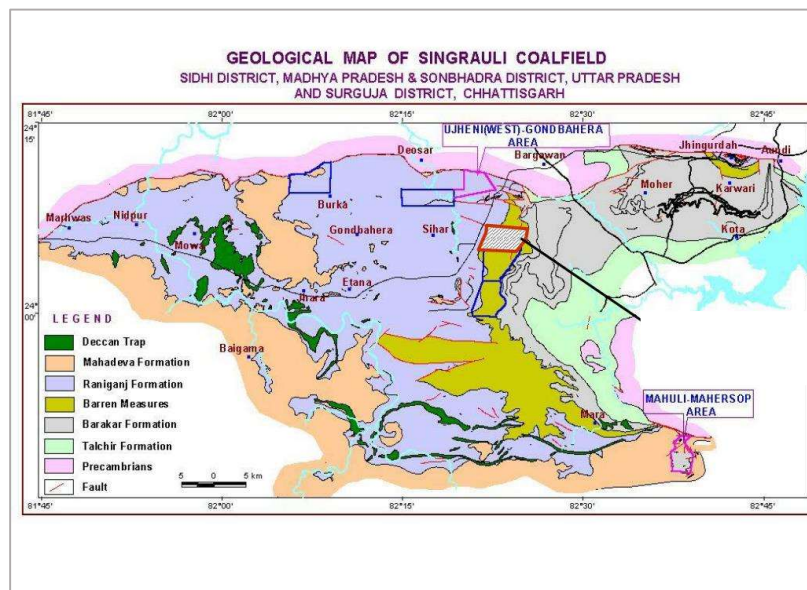 GEOLOGICAL MAP OF SINGRAULI COALFIELD
SIDHI DISTRICT, MADHYA PRADESH & SONBHADRA DISTRICT, UTTAR PRADESH
AND SURGUJA DISTRICT, CHHATTISGARH
81°45'
82°00'
82°15'
82°30'
82°45'
24°
15'
UJHENI(WEST)-GONDBAHERA
AREA
Deosar
Bargawan
Jhingurdah
Aundi
Moher
Karwari
Burka
Mahwas
Nidpur
Gondbahera
Sihar
Kota
Etana
24°
00'
LEGEND
Deccan Trap
Mahadeva Formation
Raniganj Formation
Barren Measures
Barakar Formation
Talchir Formation
Precambrians
Fault
Baigama
Mara
MAHULI-MAHERSOP
AREA
5 0 5 km
81°45'
82°00'
82°15'
82°30'
82°45'